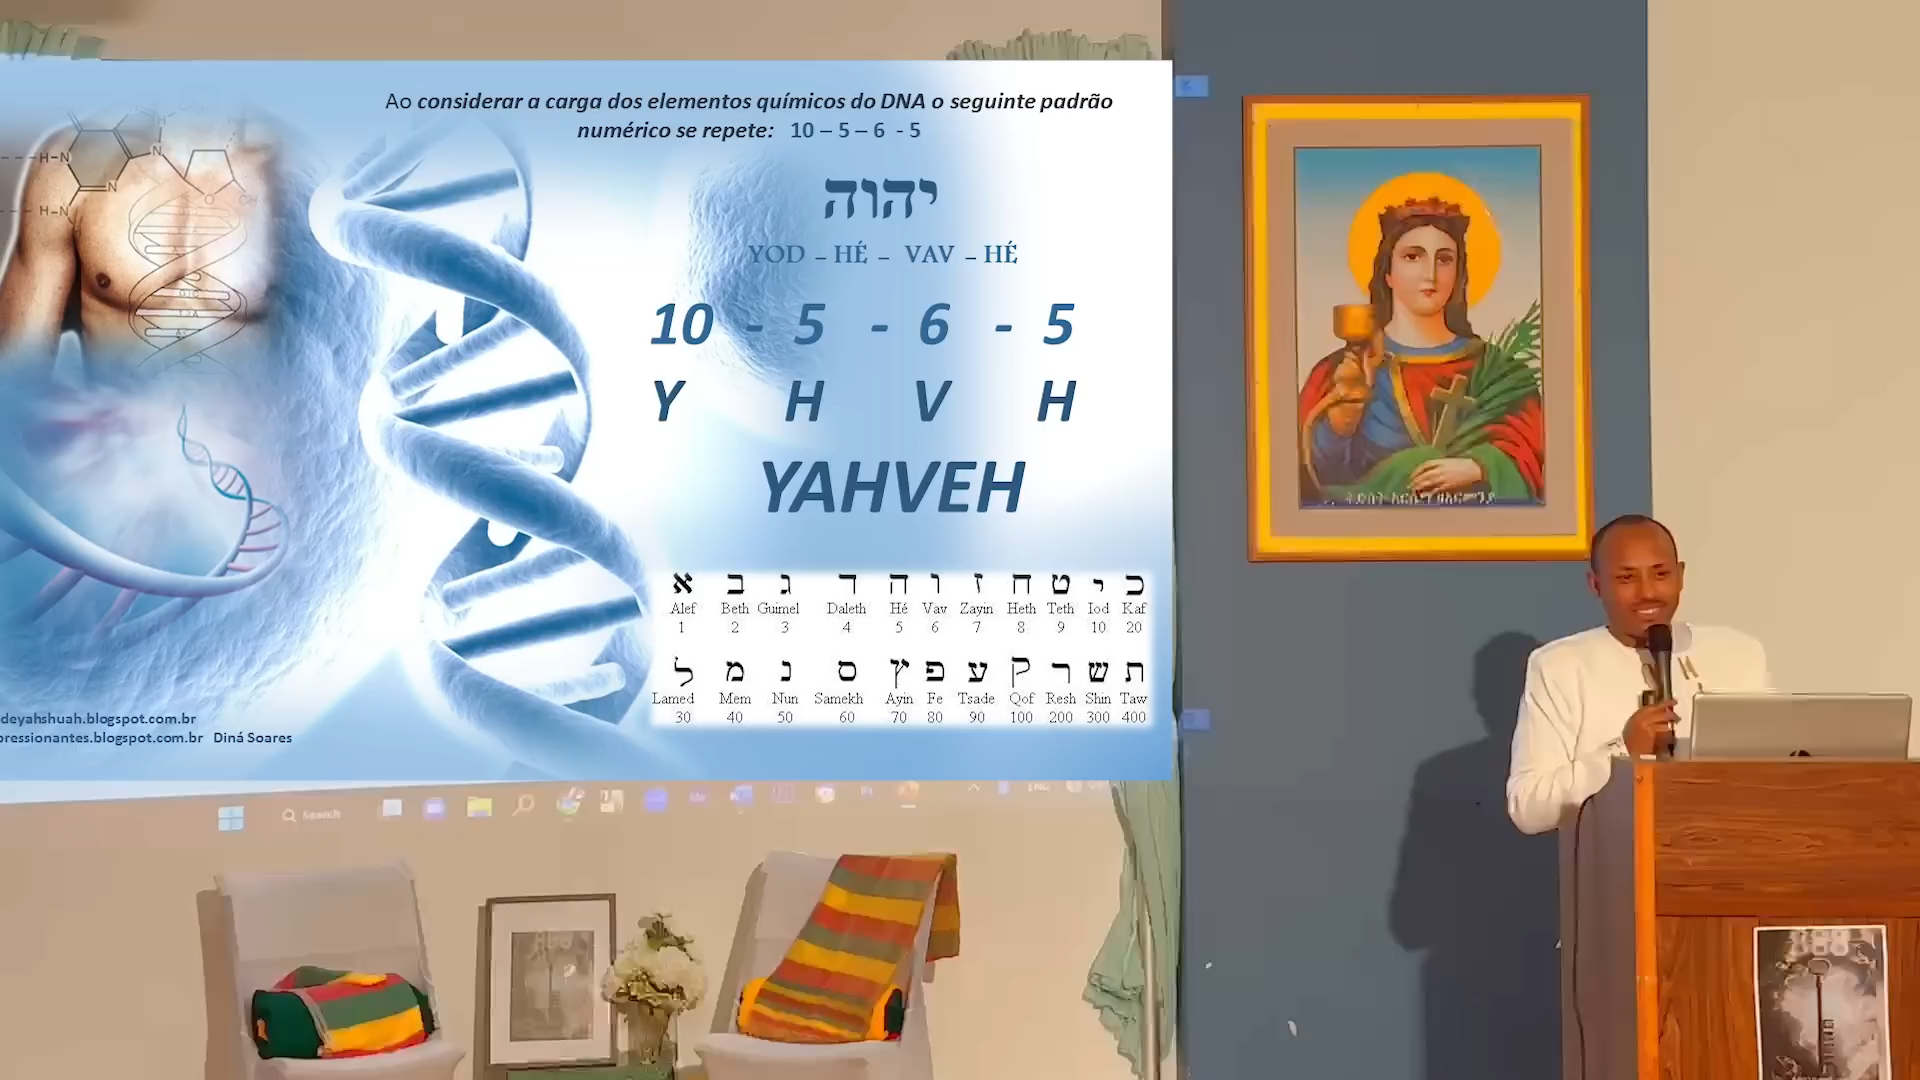 Ao considerar a carga dos elementos químicos do DNA o seguinte padrão
numérico se repete: 10 – 5 – 6 - 5
יהוה
YOD – HÉ – VAV – HÉ
10 - 5 - 6 - 5
Y H V H
YAHVEH
א ב ג ד ה ו ז ח ט י כ
Alef Beth Guimel Daleth Hé Vav Zayin Heth Teth Iod Kaf
1 2 3 4 5 6 7 8 9 10 20
ל מ נ ס ץ פ ע ק ר ש ת
Lamed Mem Nun Samekh Ayin Fe Tsade Qof Resh Shin Taw
30 40 50 60 70 80 90 100 200 300 400
deyahshuah.blogspot.com.br
pressionantes.blogspot.com.br Diná Soares
H N N H
H N N O OH
Search